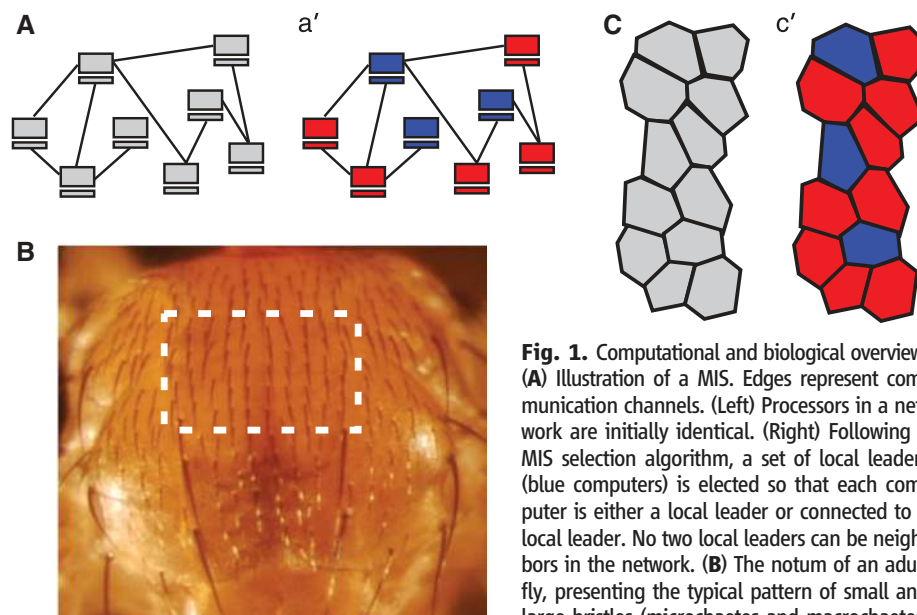 A
a′
C
c′
B
Fig. 1. Computational and biological overview
(A) Illustration of a MIS. Edges represent com-
munication channels. (Left) Processors in a net-
work are initially identical. (Right) Following
MIS selection algorithm, a set of local leader
(blue computers) is elected so that each com-
puter is either a local leader or connected to
local leader. No two local leaders can be neigh-
bors in the network. (B) The notum of an adu
fly, presenting the typical pattern of small an